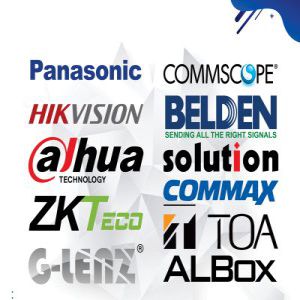 Panasonic
COMMSCOPE®
HIKVISION
BELDEN
SENDING ALL THE RIGHT SIGNALS
alhua
TECHNOLOGY
solution
COMMAX
ZKTECO
TOA
G-LENZ®
ALBOX